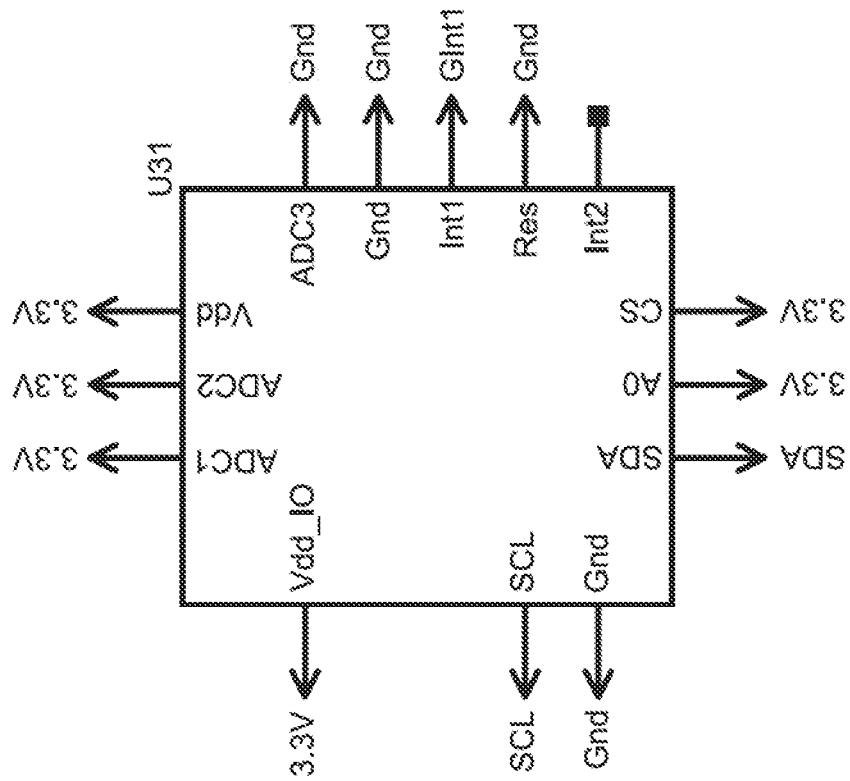 U31
Gnd
Gnd
GInt1
Gnd
ADC3
Gnd
Int1
Res
Int2
3.3V
Vdd
3.3V
ADC2
3.3V
ADC1
CS
3.3V
A0
3.3V
SDA
SDA
Vdd_IO
SCL
Gnd
3.3V
SCL
Gnd